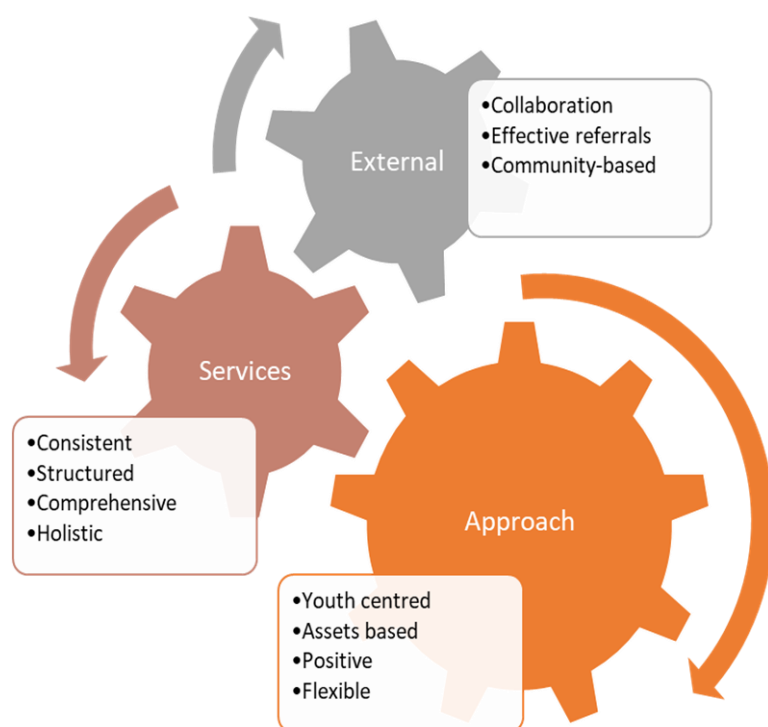 External
•Collaboration
•Effective referrals
•Community-based
Services
•Consistent
•Structured
•Comprehensive
•Holistic
Approach
•Youth centred
•Assets based
•Positive
•Flexible